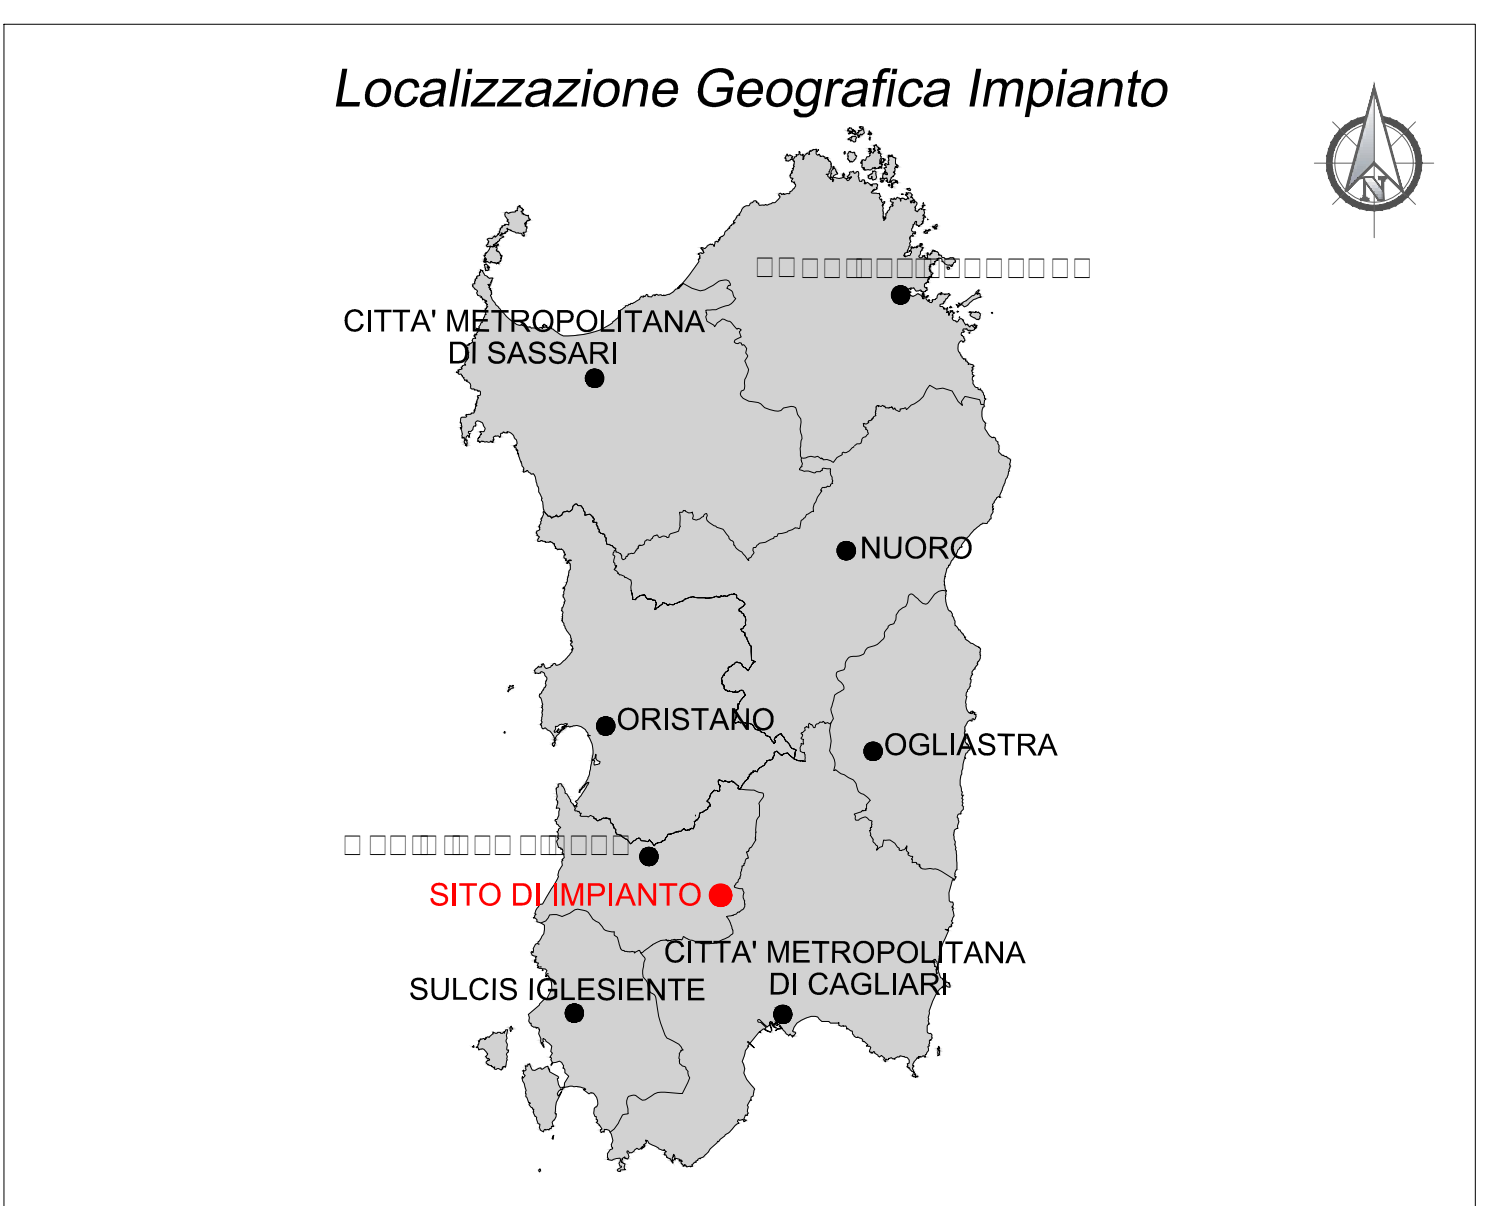 Localizzazione Geografica Impianto
N
CITTA' METROPOLITANA
DI SASSARI
NUORO
ORISTANO
OGLIASTRA
SITO DI IMPIANTO
CITTA' METROPOLITANA
DI CAGLIARI
SULCIS IGLESIENTE